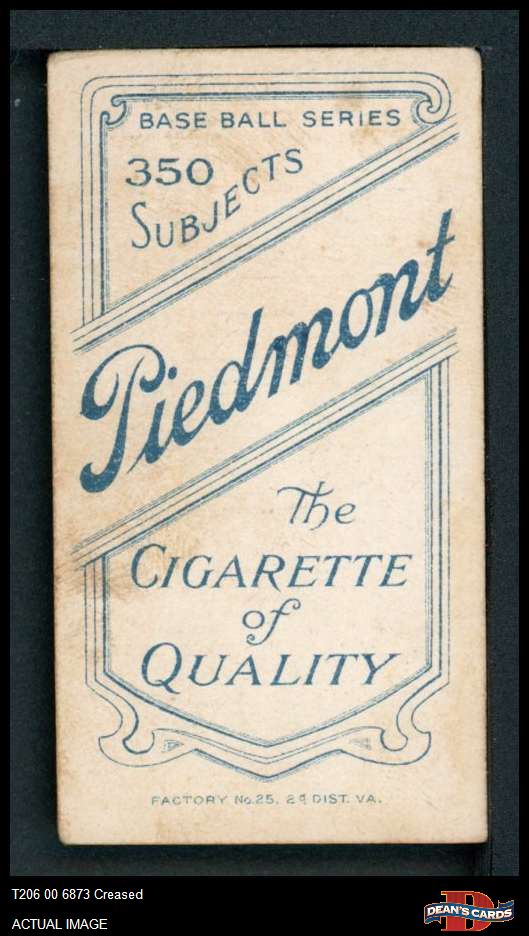 BASE BALL SERIES
350
SUBJECTS
Piedmont
The
CIGARETTE
of
QUALITY
FACTORY No.25, 2d DIST. VA.
T206 00 6873 Creased
ACTUAL IMAGE
D
DEAN'S CARDS